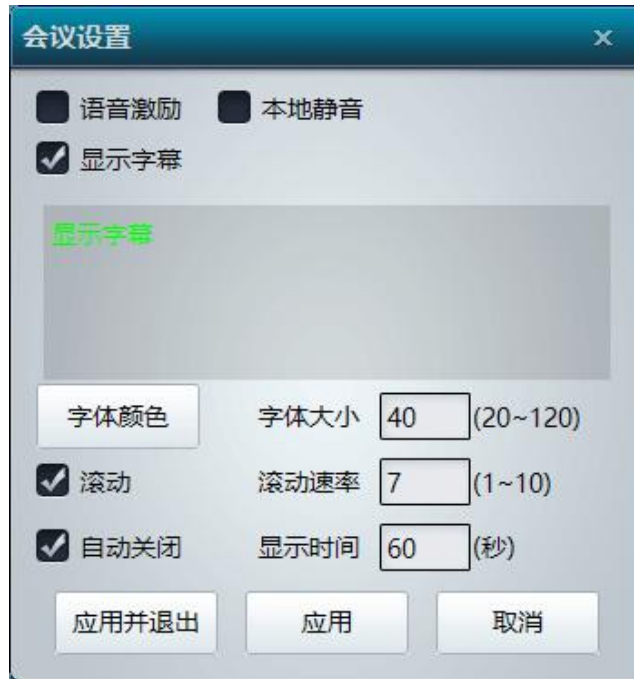 会议设置 ×
语音激励 本地静音
显示字幕
显示字幕
字体颜色 字体大小 40 (20~120)
滚动 滚动速率 7 (1~10)
自动关闭 显示时间 60 (秒)
应用并退出 应用 取消